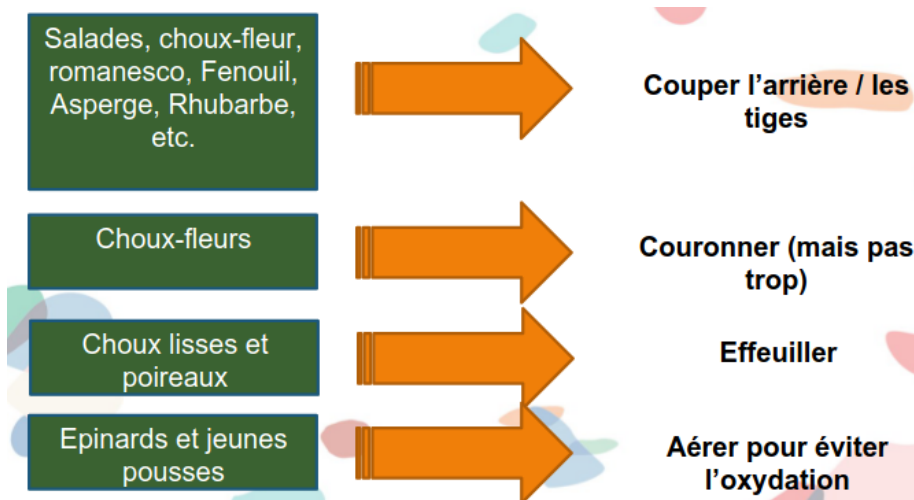 Salades, choux-fleur,
romanesco, Fenouil,
Asperge, Rhubarbe,
etc.
Couper l'arrière / les
tiges
Choux-fleurs
Couronner (mais pas
trop)
Choux lisses et
poireaux
Effeuiller
Epinards et jeunes
pousses
Aérer pour éviter
l'oxydation